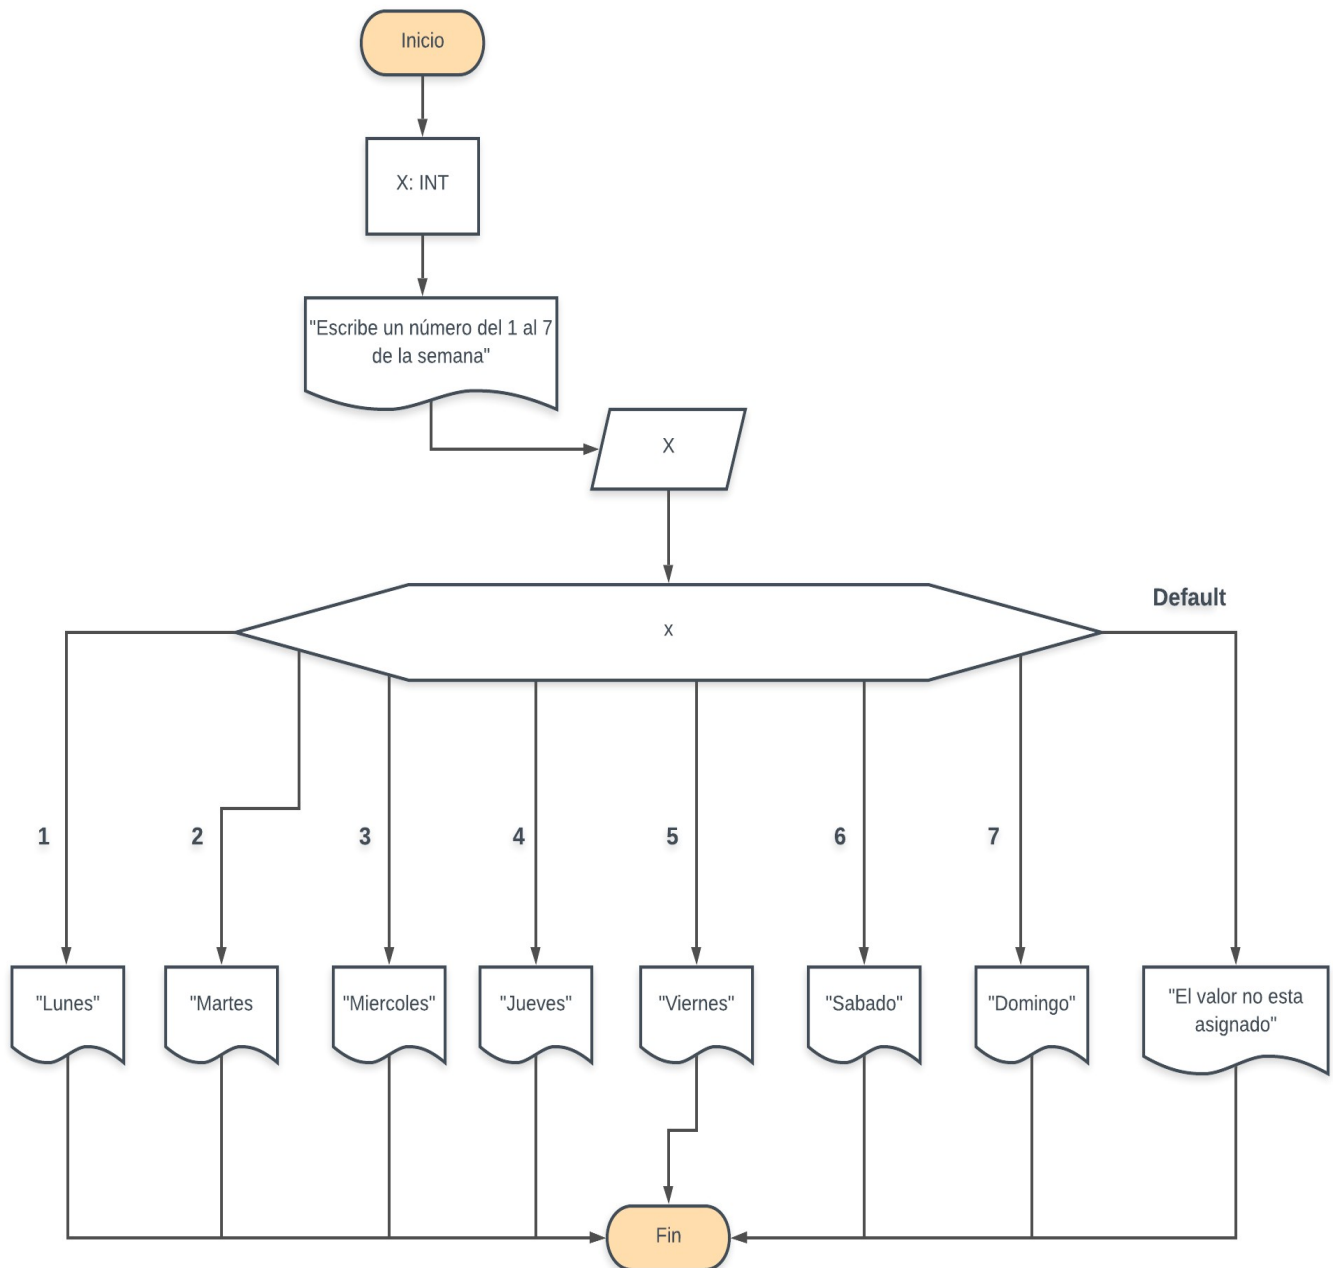 Inicio
X: INT
"Escribe un número del 1 al 7
de la semana"
X
x
Default
1
2
3
4
5
6
7
"Lunes"
"Martes
"Miercoles"
"Jueves"
"Viernes"
"Sabado"
"Domingo"
"El valor no esta
asignado"
Fin